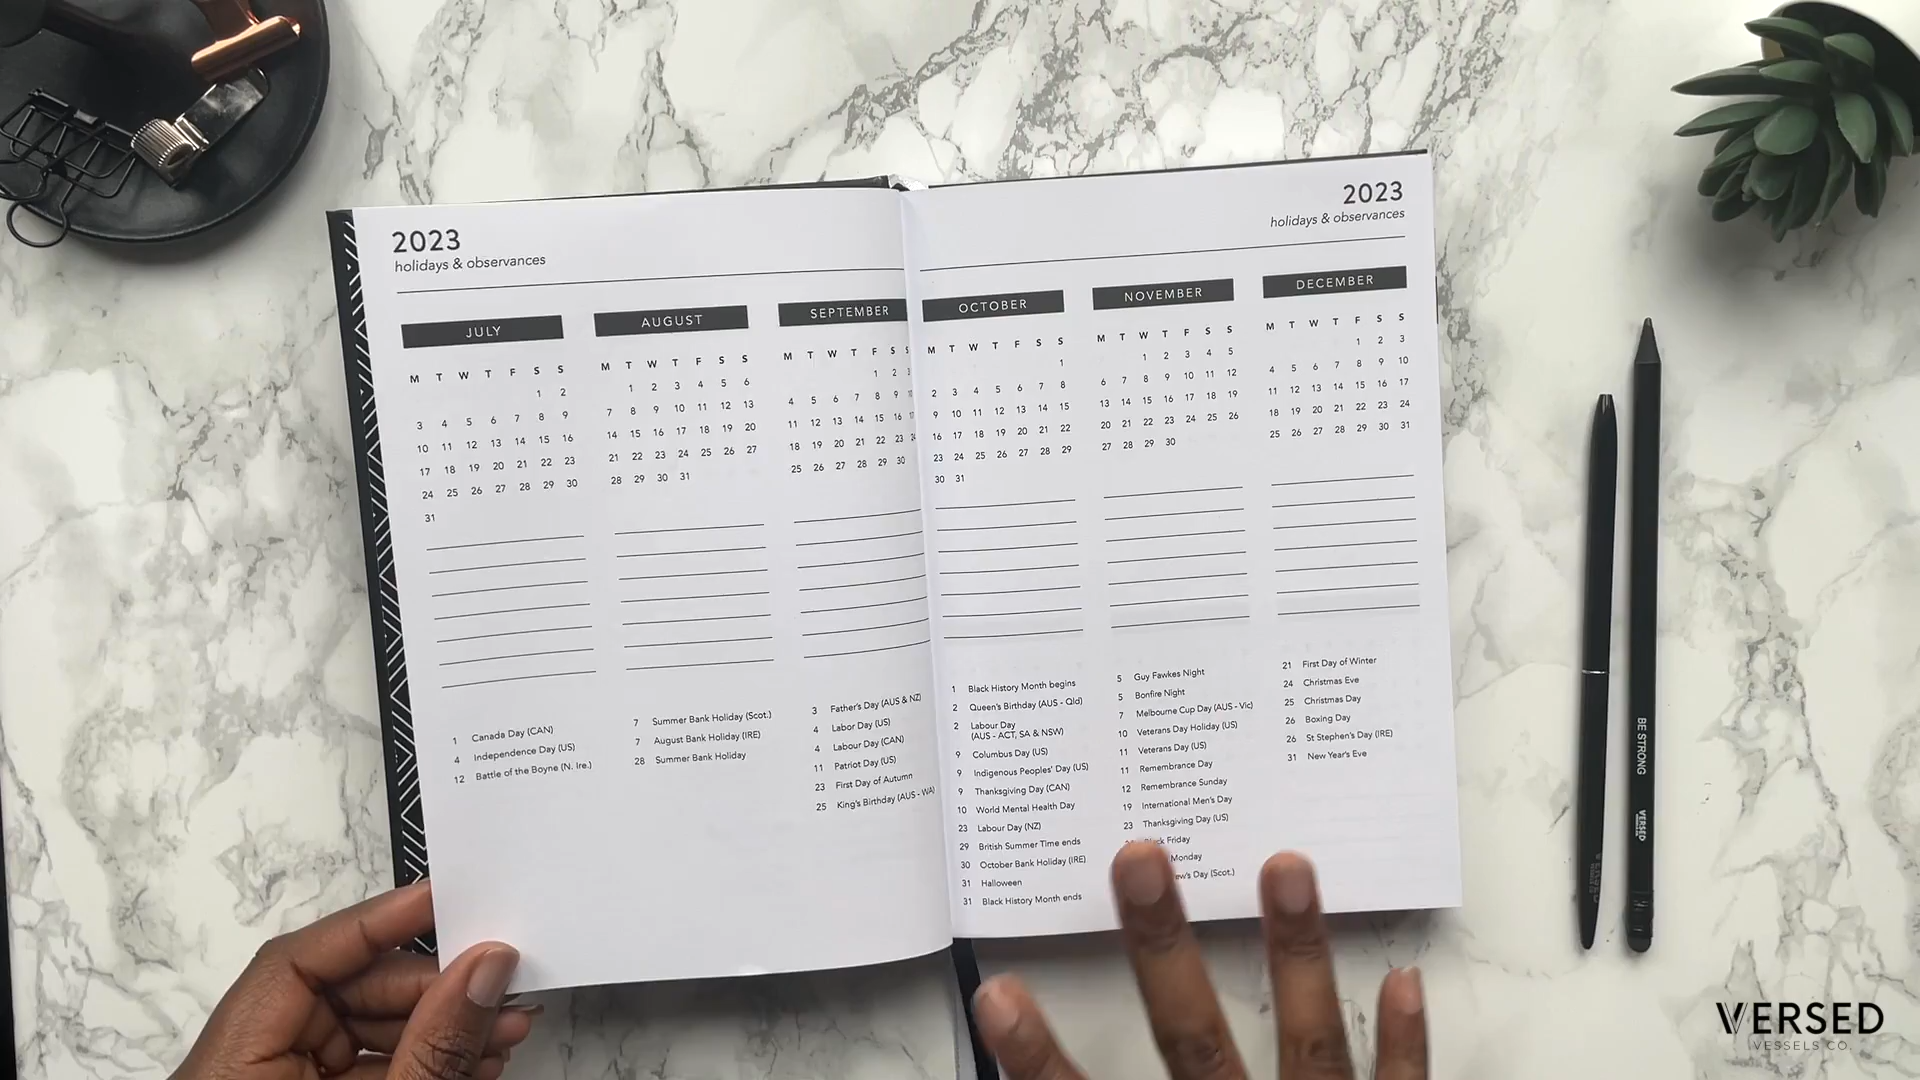 2023
holidays & observances
JULY
M T W T F S S
1 2
3 4 5 6 7 8 9
10 11 12 13 14 15 16
17 18 19 20 21 22 23
24 25 26 27 28 29 30
31
1 Canada Day (CAN)
4 Independence Day (US)
12 Battle of the Boyne (N. Ire.)
AUGUST
M T W T F S S
1 2 3 4 5 6
7 8 9 10 11 12 13
14 15 16 17 18 19 20
21 22 23 24 25 26 27
28 29 30 31
7 Summer Bank Holiday (Scot.)
7 August Bank Holiday (IRE)
28 Summer Bank Holiday
SEPTEMBER
M T W T F S S
1 2 3
4 5 6 7 8 9
11 12 13 14 15 16
18 19 20 21 22 23
25 26 27 28 29 30
3 Father's Day (AUS & NZ)
4 Labor Day (US)
4 Labour Day (CAN)
11 Patriot Day (US)
23 First Day of Autumn
25 King's Birthday (AUS - WA)
2023
holidays & observances
OCTOBER
M T W T F S S
1
2 3 4 5 6 7 8
9 10 11 12 13 14 15
16 17 18 19 20 21 22
23 24 25 26 27 28 29
30 31
1 Black History Month begins
2 Queen's Birthday (AUS - Qld)
2 Labour Day
(AUS - ACT, SA & NSW)
9 Columbus Day (US)
9 Indigenous Peoples' Day (US)
9 Thanksgiving Day (CAN)
10 World Mental Health Day
23 Labour Day (NZ)
29 British Summer Time ends
30 October Bank Holiday (IRE)
31 Halloween
31 Black History Month ends
NOVEMBER
M T W T F S S
1 2 3 4 5
6 7 8 9 10 11 12
13 14 15 16 17 18 19
20 21 22 23 24 25 26
27 28 29 30
5 Guy Fawkes Night
5 Bonfire Night
7 Melbourne Cup Day (AUS - Vic)
10 Veterans Day Holiday (US)
11 Veterans Day (US)
11 Remembrance Day
12 Remembrance Sunday
19 International Men's Day
23 Thanksgiving Day (US)
Friday
Monday
Day (Scot.)
DECEMBER
M T W T F S S
1 2 3
4 5 6 7 8 9 10
11 12 13 14 15 16 17
18 19 20 21 22 23 24
25 26 27 28 29 30 31
21 First Day of Winter
24 Christmas Eve
25 Christmas Day
26 Boxing Day
26 St Stephen's Day (IRE)
31 New Year's Eve
BE STRONG
VERSED
VERSED
VESSELS CO.